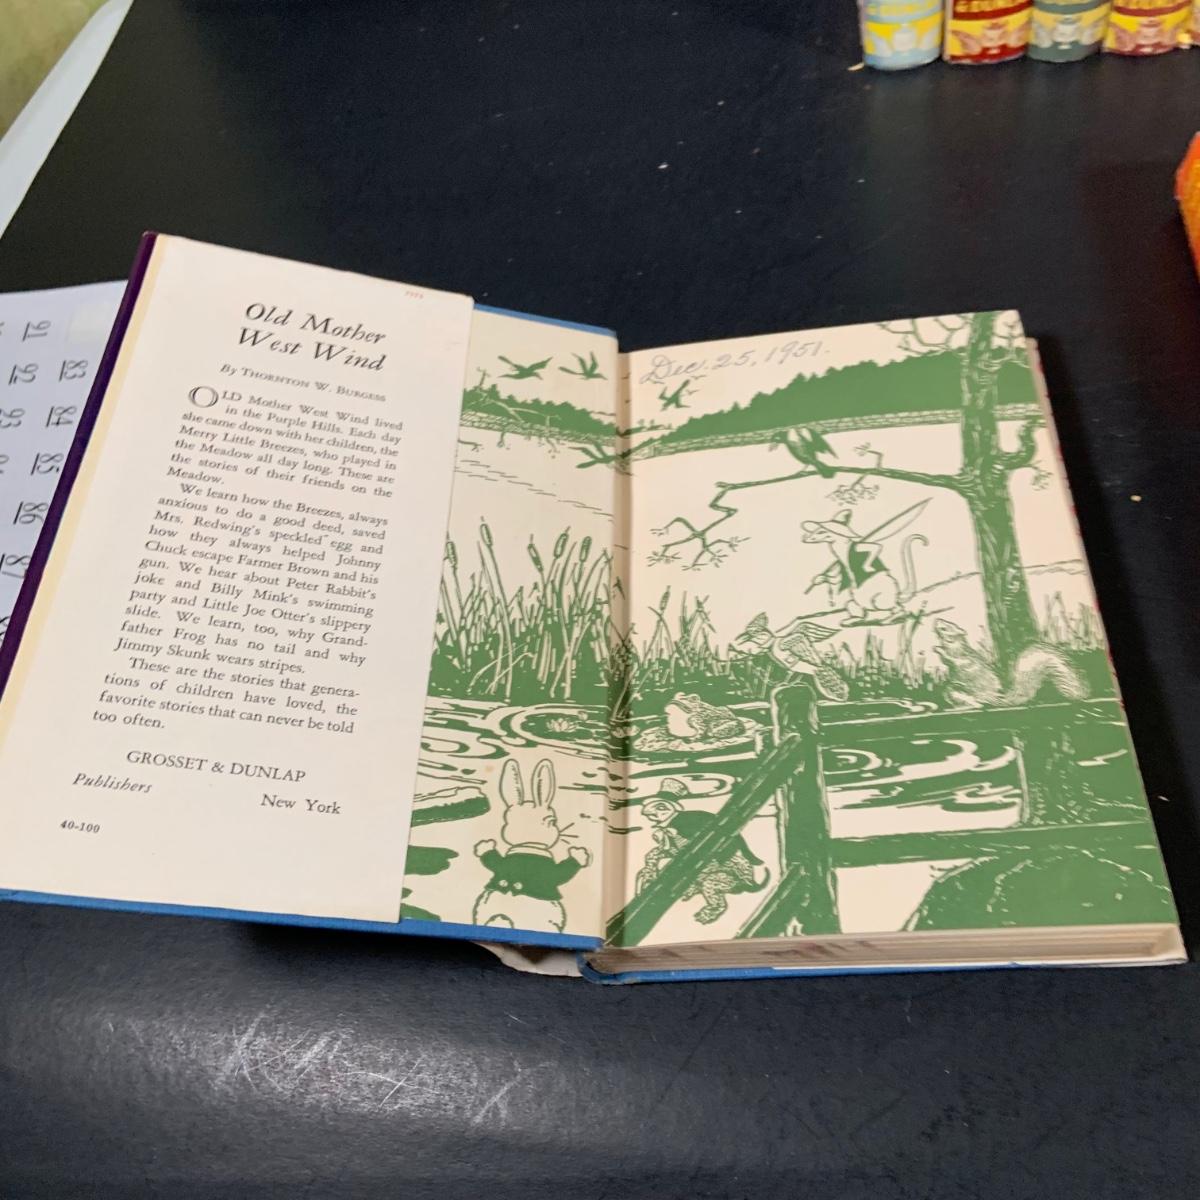 Old Mother
West Wind
By THORNTON W. BURGESS
OLD Mother West Wind lived
in the Purple Hills. Each day
she came down with her children, the
Merry Little Breezes, who played in
the Meadow all day long. These are
the stories of their friends on the
Meadow.
We learn how the Breezes, always
anxious to do a good deed, saved
Mrs. Redwing's speckled egg and
how they always helped Johnny
Chuck escape Farmer Brown and his
gun. We hear about Peter Rabbit's
joke and Billy Mink's swimming
party and Little Joe Otter's slippery
slide. We learn, too, why Grand-
father Frog has no tail and why
Jimmy Skunk wears stripes.
These are the stories that genera-
tions of children have loved, the
favorite stories that can never be told
too often.
GROSSET & DUNLAP
Publishers
New York
40-100
Dec. 25, 1951.
91
92
83
84
85
86
87